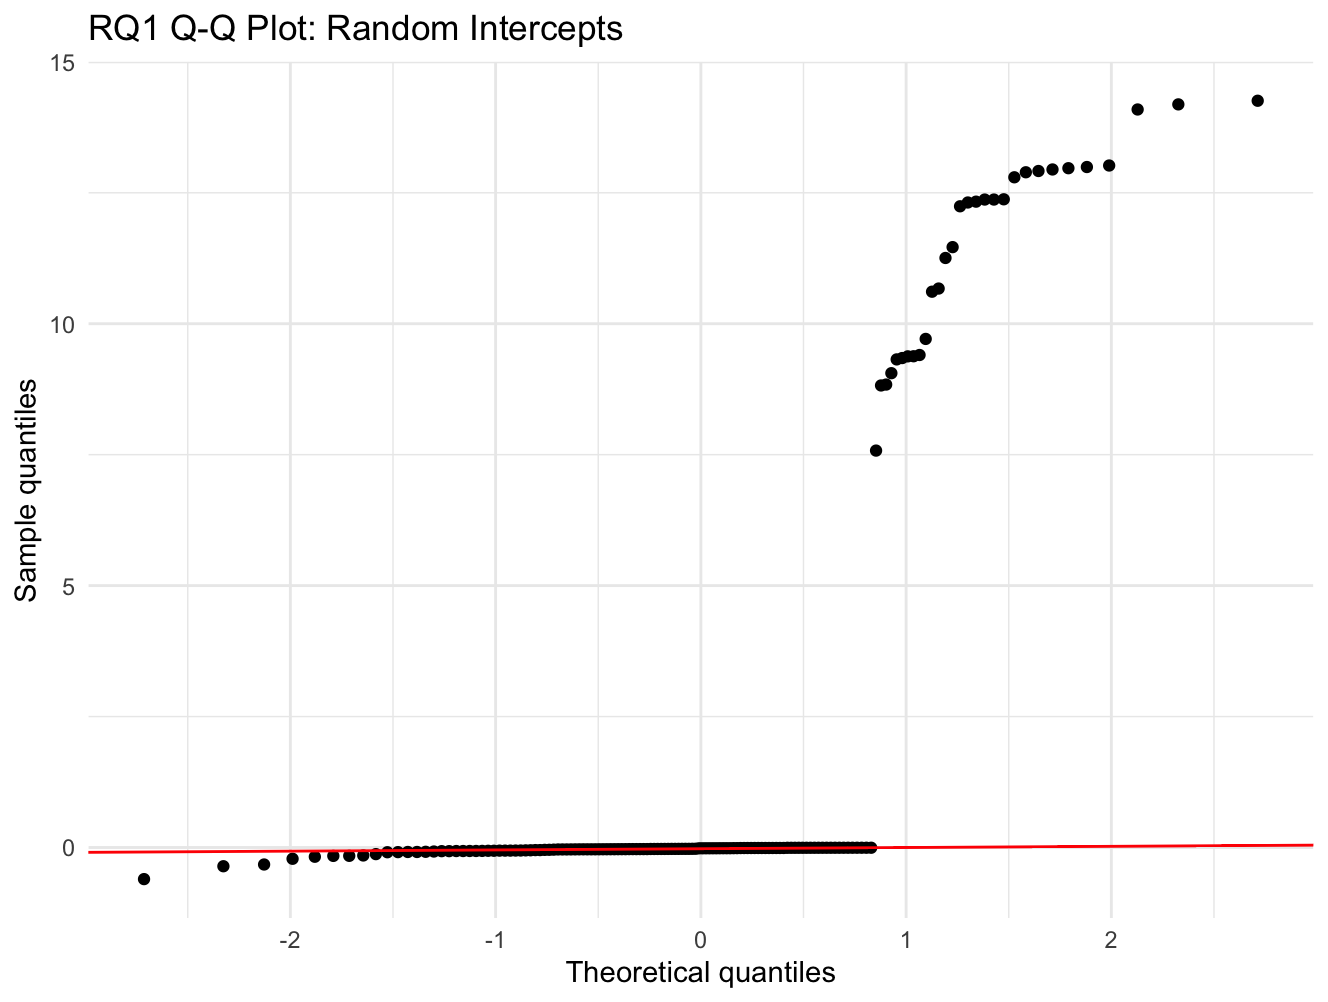 RQ1 Q-Q Plot: Random Intercepts
15
10
5
0
Sample quantiles
-2 -1 0 1 2
Theoretical quantiles